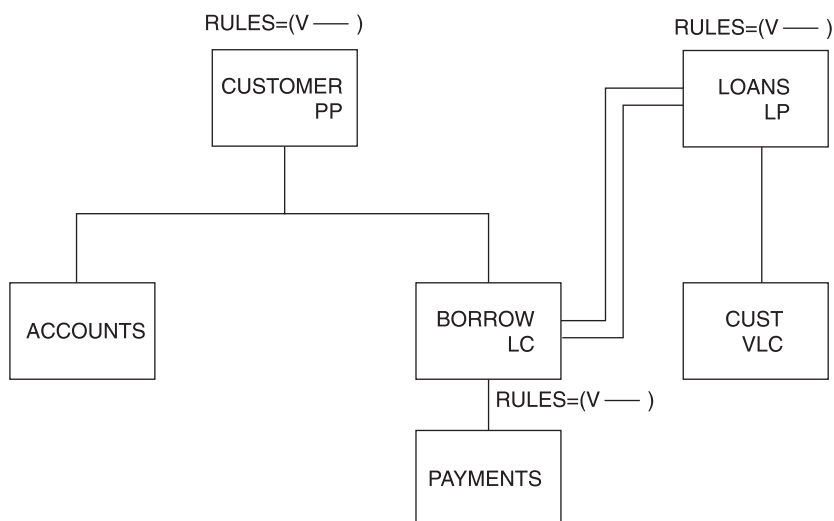 RULES=(V — )
CUSTOMER
PP
RULES=(V — )
LOANS
LP
ACCOUNTS
BORROW
LC
CUST
VLC
RULES=(V — )
PAYMENTS